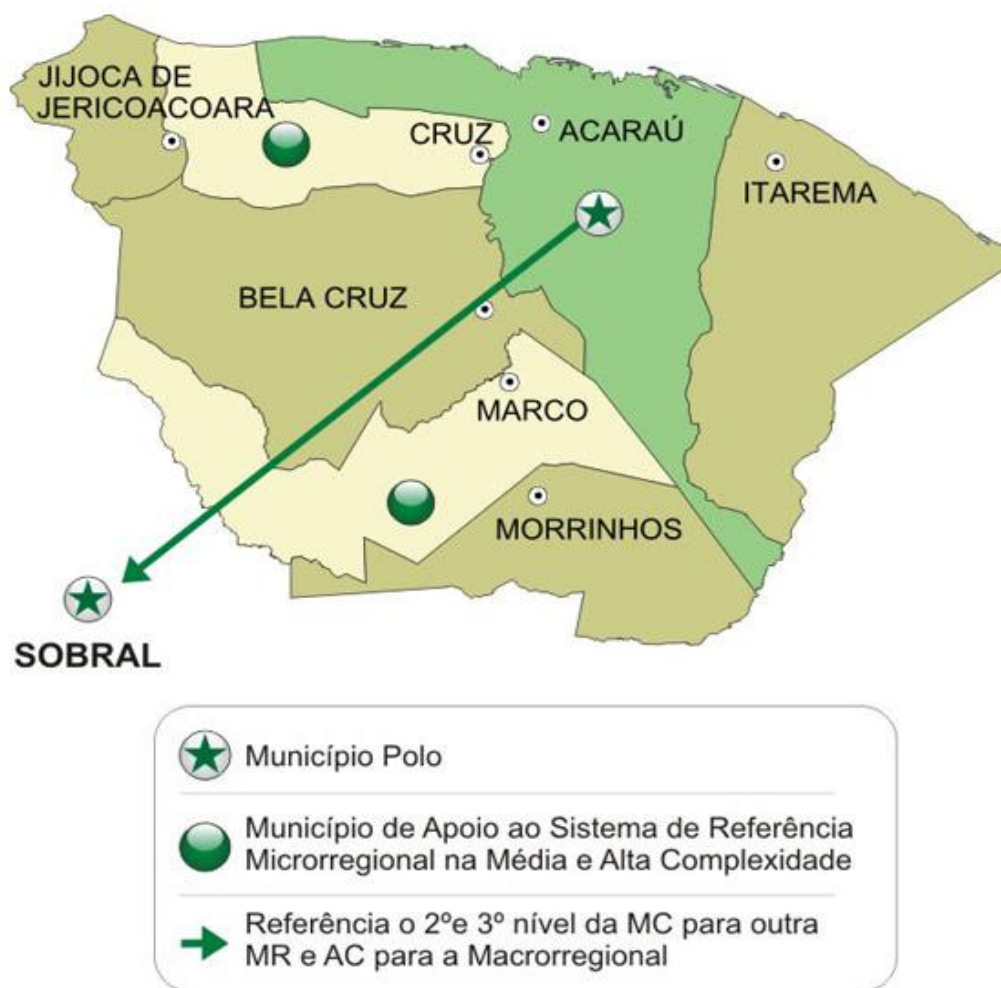 JIJOCA DE
JERICOACOARA
CRUZ
ACARAÚ
ITAREMA
BELA CRUZ
MARCO
MORRINHOS
SOBRAL
Município Polo
Município de Apoio ao Sistema de Referência
Microrregional na Média e Alta Complexidade
Referência o 2ºe 3º nível da MC para outra
MR e AC para a Macrorregional